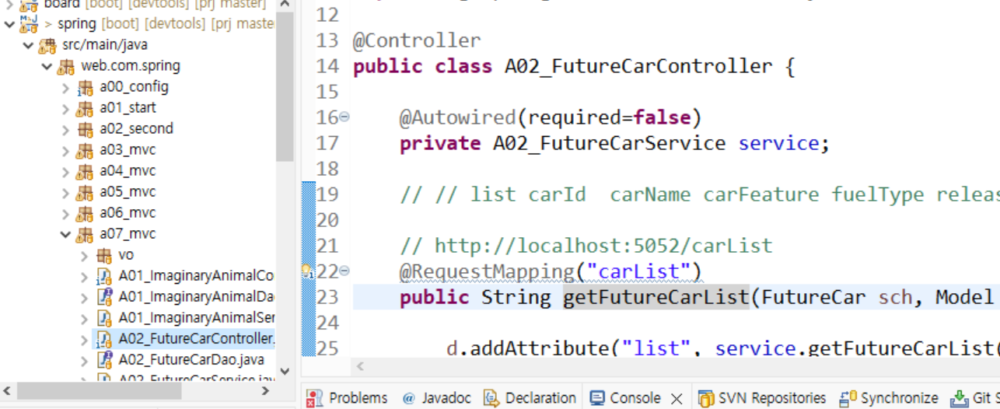 board [boot] [devtools] [prj master]
> spring [boot] [devtools] [prj maste
src/main/java
web.com.spring
a00_config
a01_start
a02_second
a03_mvc
a04_mvc
a05_mvc
a06_mvc
a07_mvc
vo
A01_ImaginaryAnimalCo
A01_ImaginaryAnimalDa
A01_ImaginaryAnimalSer
A02_FutureCarController.
A02_FutureCarDao.java
A02_FutureCarService.jav
12
13 @Controller
14 public class A02_FutureCarController {
15
16 @Autowired(required=false)
17 private A02_FutureCarService service;
18
19 // // list carId  carName carFeature fuelType releas
20
21 // http://localhost:5052/carList
22 @RequestMapping("carList")
23 public String getFutureCarList(FutureCar sch, Model
24
25 d.addAttribute("list", service.getFutureCarList(
Problems @ Javadoc Declaration Console SVN Repositories Synchronize Git S